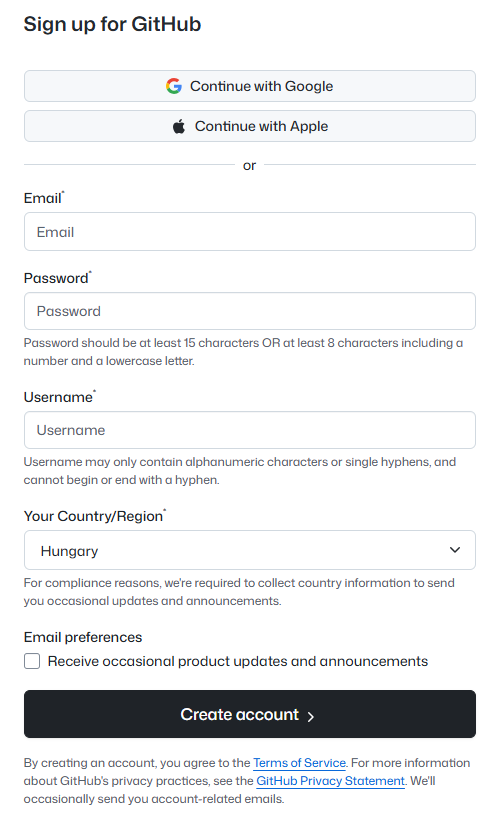 Sign up for GitHub
Continue with Google
Continue with Apple
or
Email*
Email
Password*
Password
Password should be at least 15 characters OR at least 8 characters including a
number and a lowercase letter.
Username*
Username
Username may only contain alphanumeric characters or single hyphens, and
cannot begin or end with a hyphen.
Your Country/Region*
Hungary
For compliance reasons, we're required to collect country information to send
you occasional updates and announcements.
Email preferences
Receive occasional product updates and announcements
Create account
By creating an account, you agree to the Terms of Service. For more information
about GitHub's privacy practices, see the GitHub Privacy Statement. We'll
occasionally send you account-related emails.